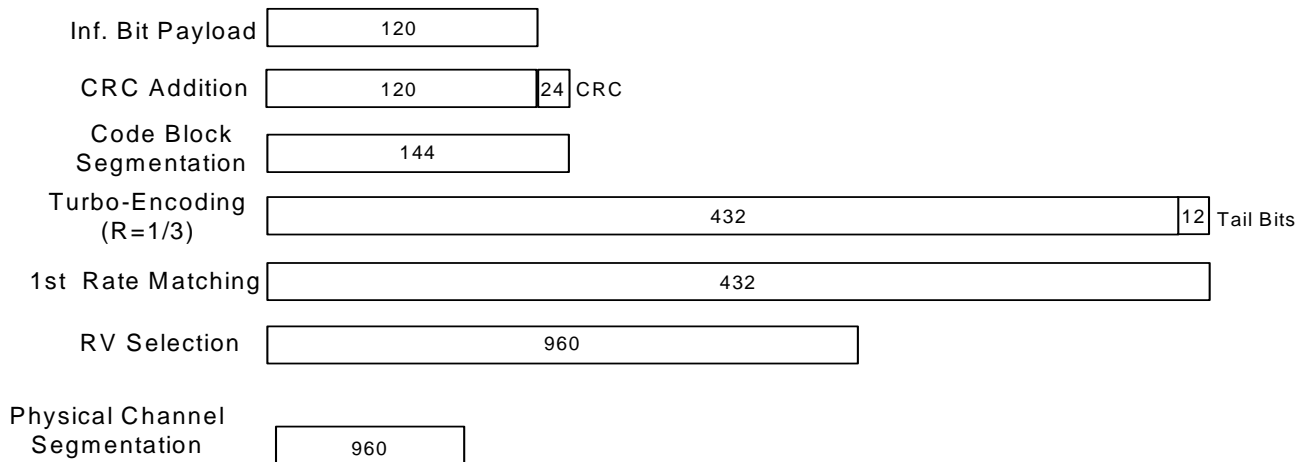 Inf. Bit Payload 120
CRC Addition 120 24 CRC
Code Block
Segmentation 144
Turbo-Encoding
(R=1/3) 432 12 Tail Bits
1st Rate Matching 432
RV Selection 960
Physical Channel
Segmentation 960